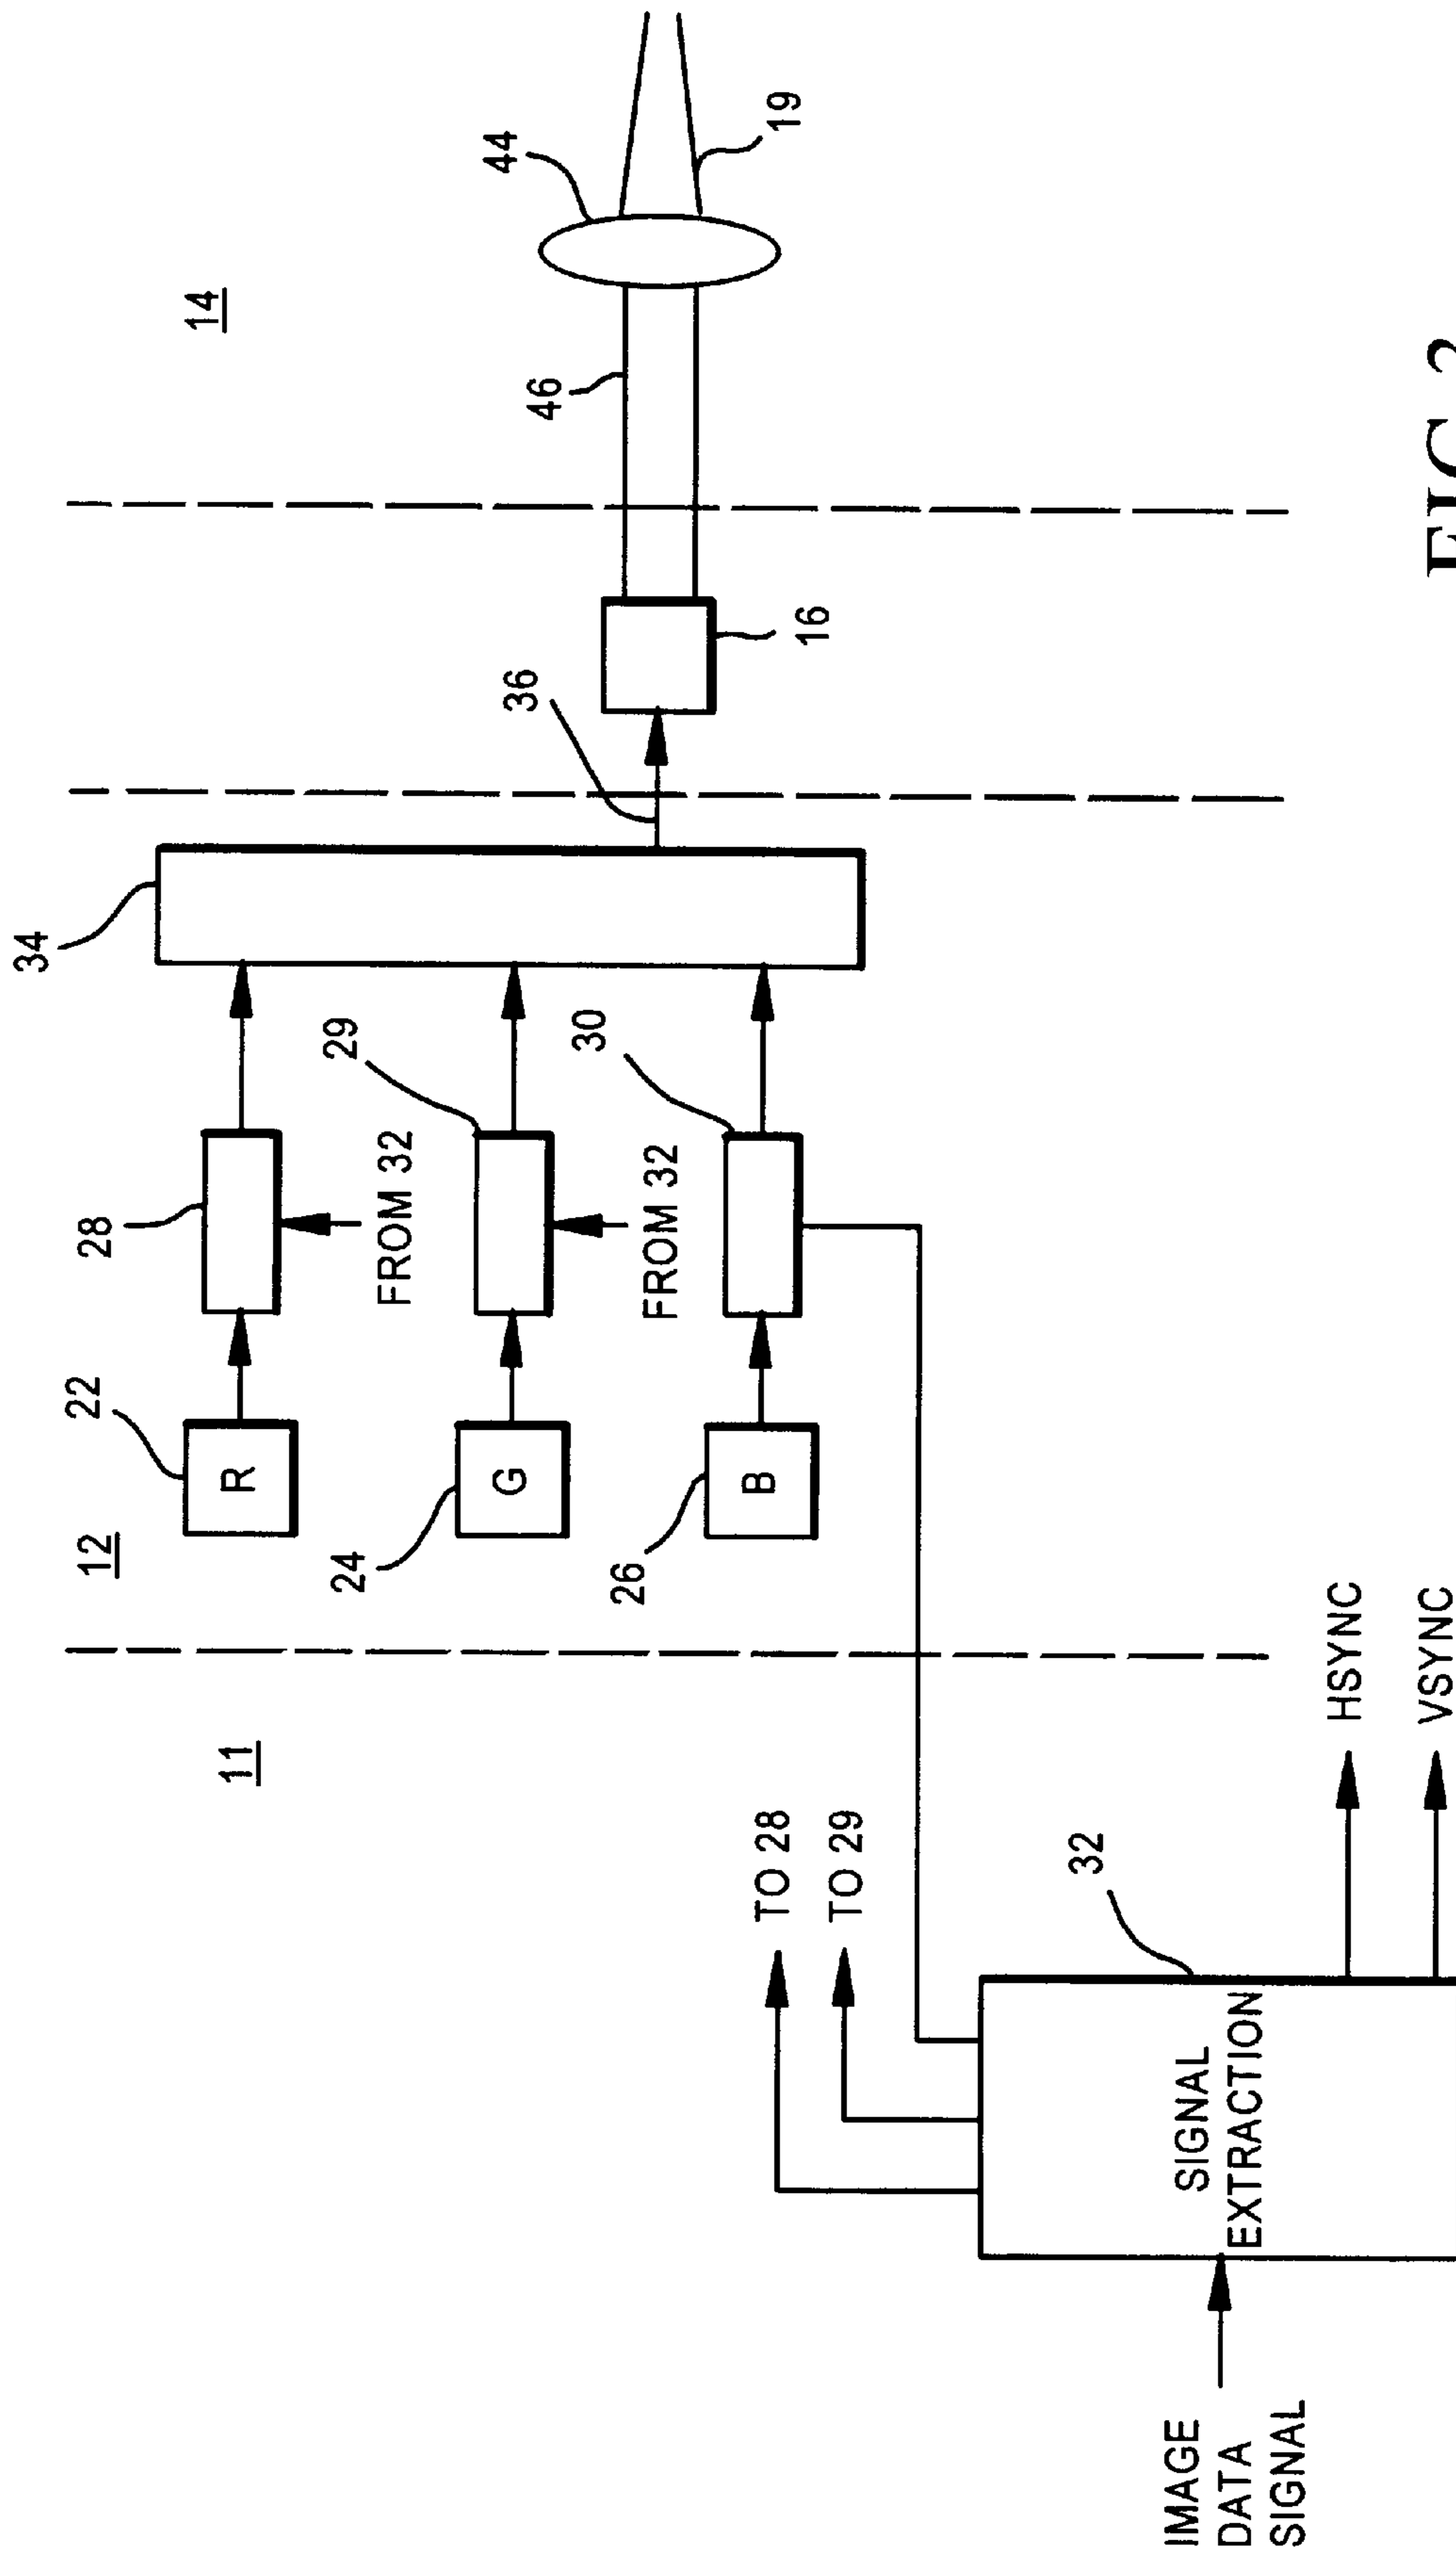 34
22
28
12
11
14
FROM 32
29
36
44
R
24
G
46
FROM 32
30
19
16
26
B
TO 28
TO 29
32
HSYNC
VSYNC
IMAGE
DATA
SIGNAL
SIGNAL
EXTRACTION